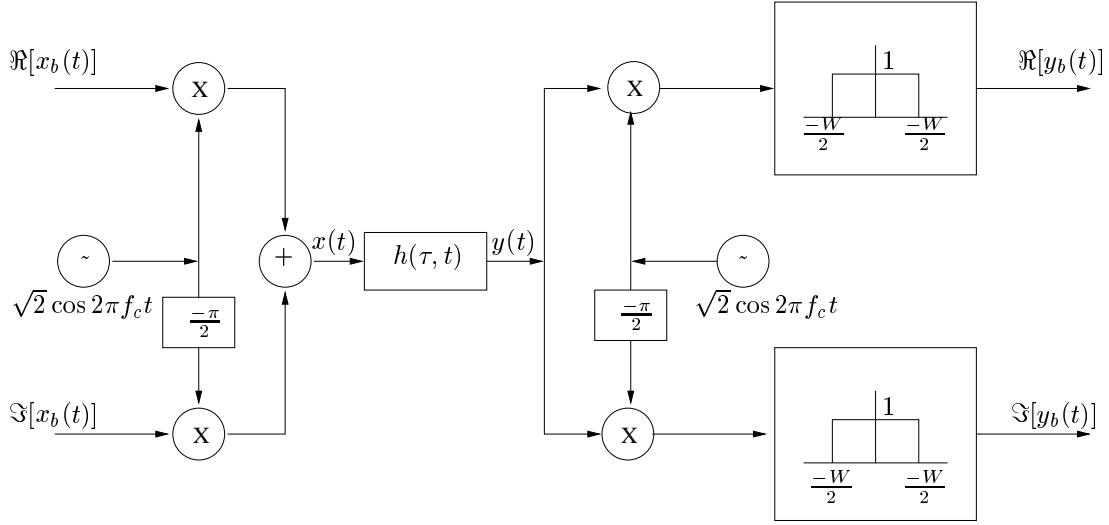 ℜ[x_b(t)]
X
+
x(t)
h(τ, t)
y(t)
~
√2 cos 2πf_c t
−π/2
ℑ[x_b(t)]
X
X
1
−W/2
−W/2
ℜ[y_b(t)]
~
√2 cos 2πf_c t
−π/2
X
1
−W/2
−W/2
ℑ[y_b(t)]